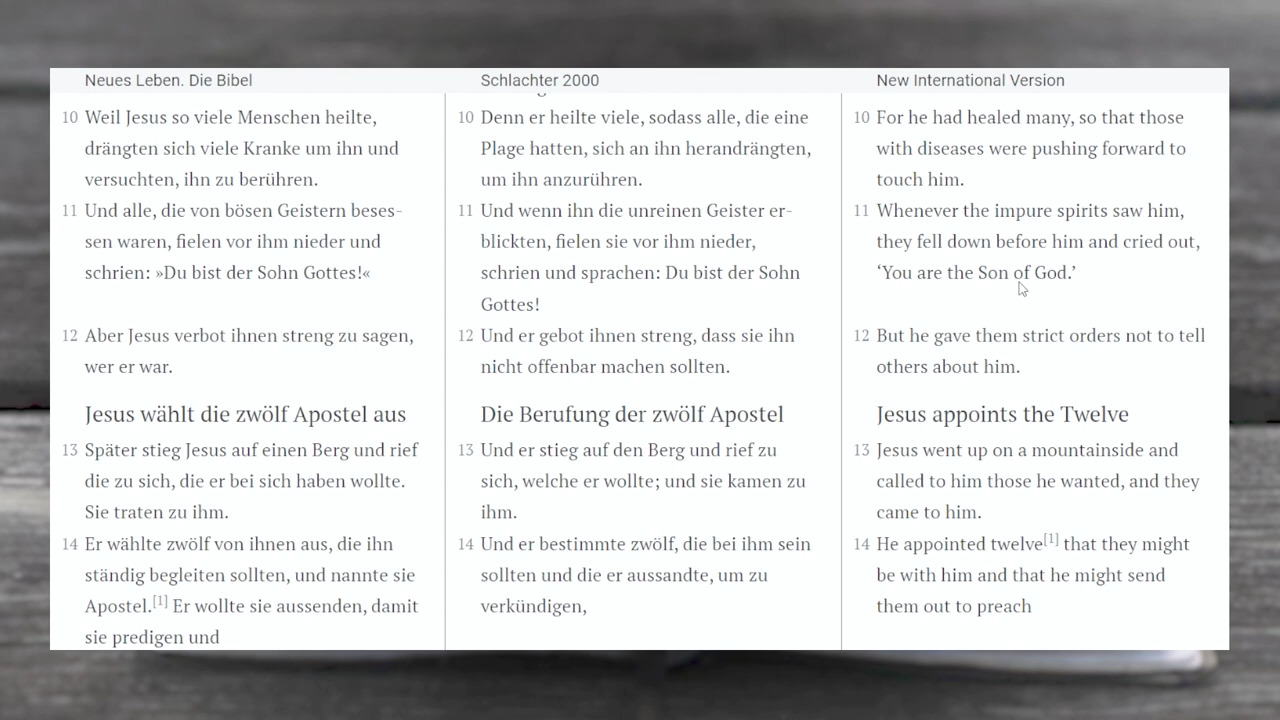 Neues Leben. Die Bibel
10 Weil Jesus so viele Menschen heilte,
drängten sich viele Kranke um ihn und
versuchten, ihn zu berühren.
11 Und alle, die von bösen Geistern beses-
sen waren, fielen vor ihm nieder und
schrien: »Du bist der Sohn Gottes!«
12 Aber Jesus verbot ihnen streng zu sagen,
wer er war.
Jesus wählt die zwölf Apostel aus
13 Später stieg Jesus auf einen Berg und rief
die zu sich, die er bei sich haben wollte.
Sie traten zu ihm.
14 Er wählte zwölf von ihnen aus, die ihn
ständig begleiten sollten, und nannte sie
Apostel.[1] Er wollte sie aussenden, damit
sie predigen und
Schlachter 2000
10 Denn er heilte viele, sodass alle, die eine
Plage hatten, sich an ihn herandrängten,
um ihn anzurühren.
11 Und wenn ihn die unreinen Geister er-
blickten, fielen sie vor ihm nieder,
schrien und sprachen: Du bist der Sohn
Gottes!
12 Und er gebot ihnen streng, dass sie ihn
nicht offenbar machen sollten.
Die Berufung der zwölf Apostel
13 Und er stieg auf den Berg und rief zu
sich, welche er wollte; und sie kamen zu
ihm.
14 Und er bestimmte zwölf, die bei ihm sein
sollten und die er aussandte, um zu
verkündigen,
New International Version
10 For he had healed many, so that those
with diseases were pushing forward to
touch him.
11 Whenever the impure spirits saw him,
they fell down before him and cried out,
‘You are the Son of God.’
12 But he gave them strict orders not to tell
others about him.
Jesus appoints the Twelve
13 Jesus went up on a mountainside and
called to him those he wanted, and they
came to him.
14 He appointed twelve[1] that they might
be with him and that he might send
them out to preach